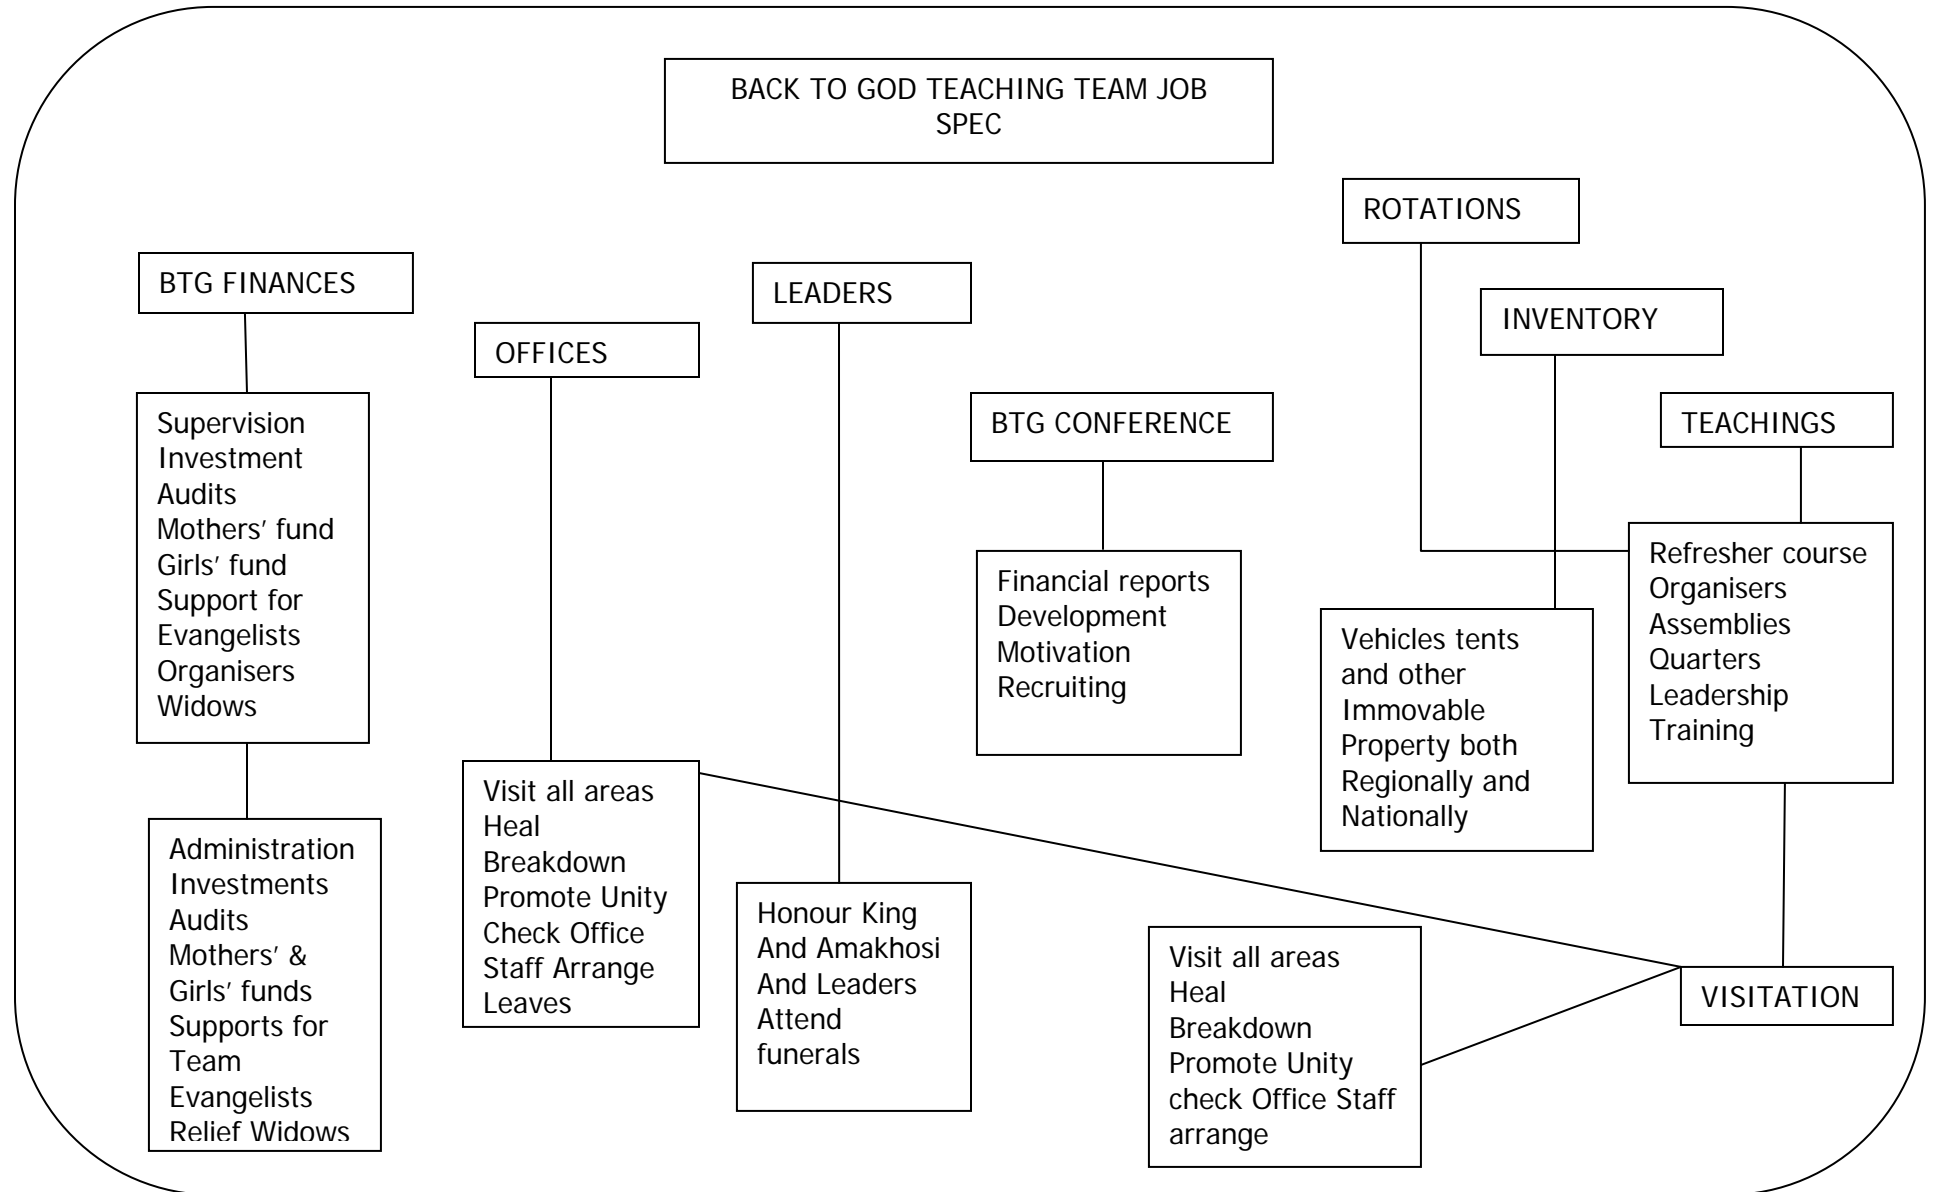 BACK TO GOD TEACHING TEAM JOB
SPEC
ROTATIONS
BTG FINANCES
LEADERS
INVENTORY
OFFICES
BTG CONFERENCE
TEACHINGS
Supervision
Investment
Audits
Mothers’ fund
Girls’ fund
Support for
Evangelists
Organisers
Widows
Financial reports
Development
Motivation
Recruiting
Vehicles tents
and other
Immovable
Property both
Regionally and
Nationally
Refresher course
Organisers
Assemblies
Quarters
Leadership
Training
Administration
Investments
Audits
Mothers’ &
Girls’ funds
Supports for
Team
Evangelists
Relief Widows
Visit all areas
Heal
Breakdown
Promote Unity
Check Office
Staff Arrange
Leaves
Honour King
And Amakhosi
And Leaders
Attend
funerals
Visit all areas
Heal
Breakdown
Promote Unity
check Office Staff
arrange
VISITATION